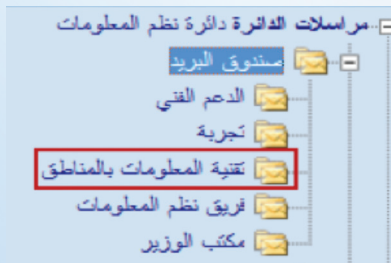 مراسلات الدائرة دائرة نظم المعلومات
صندوق البريد
الدعم الفني
تجربة
تقنية المعلومات بالمناطق
فريق نظم المعلومات
مكتب الوزير